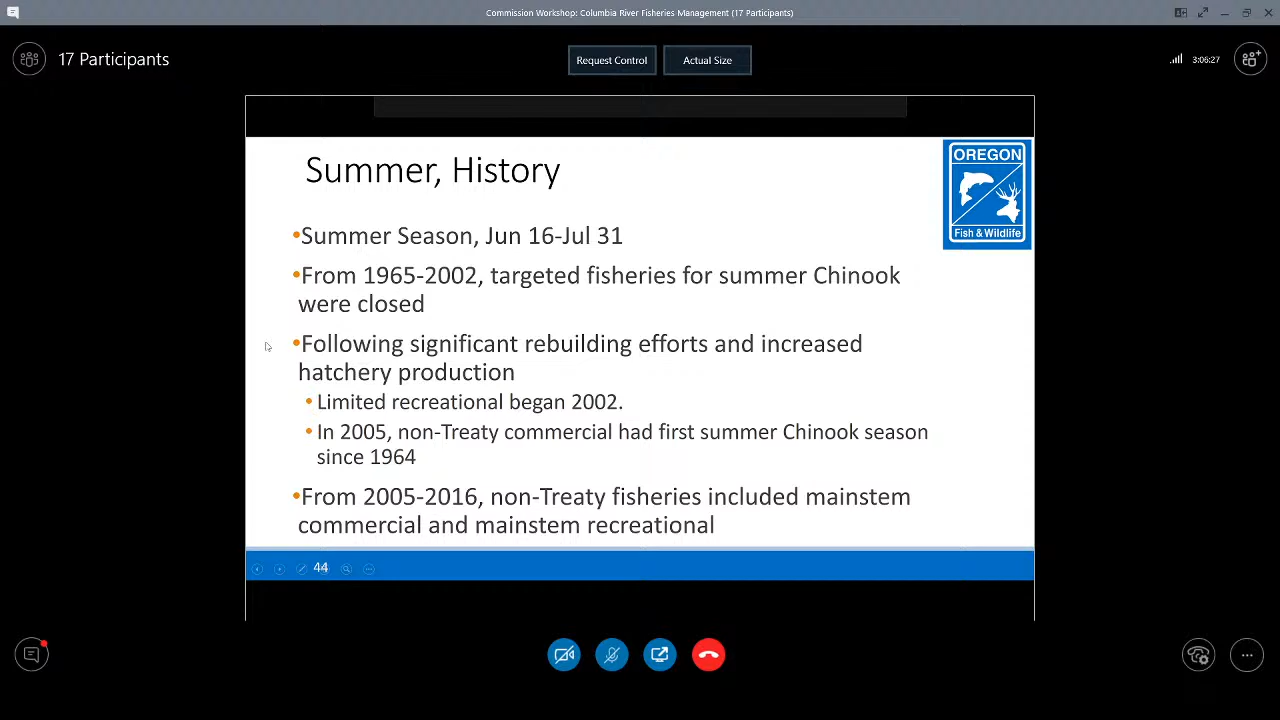 Commission Workshop: Columbia River Fisheries Management (17 Participants)
17 Participants
Request Control
Actual Size
3:06:27
Summer, History
OREGON
Fish & Wildlife
•Summer Season, Jun 16-Jul 31
•From 1965-2002, targeted fisheries for summer Chinook
were closed
•Following significant rebuilding efforts and increased
hatchery production
•Limited recreational began 2002.
•In 2005, non-Treaty commercial had first summer Chinook season
since 1964
•From 2005-2016, non-Treaty fisheries included mainstem
commercial and mainstem recreational
44